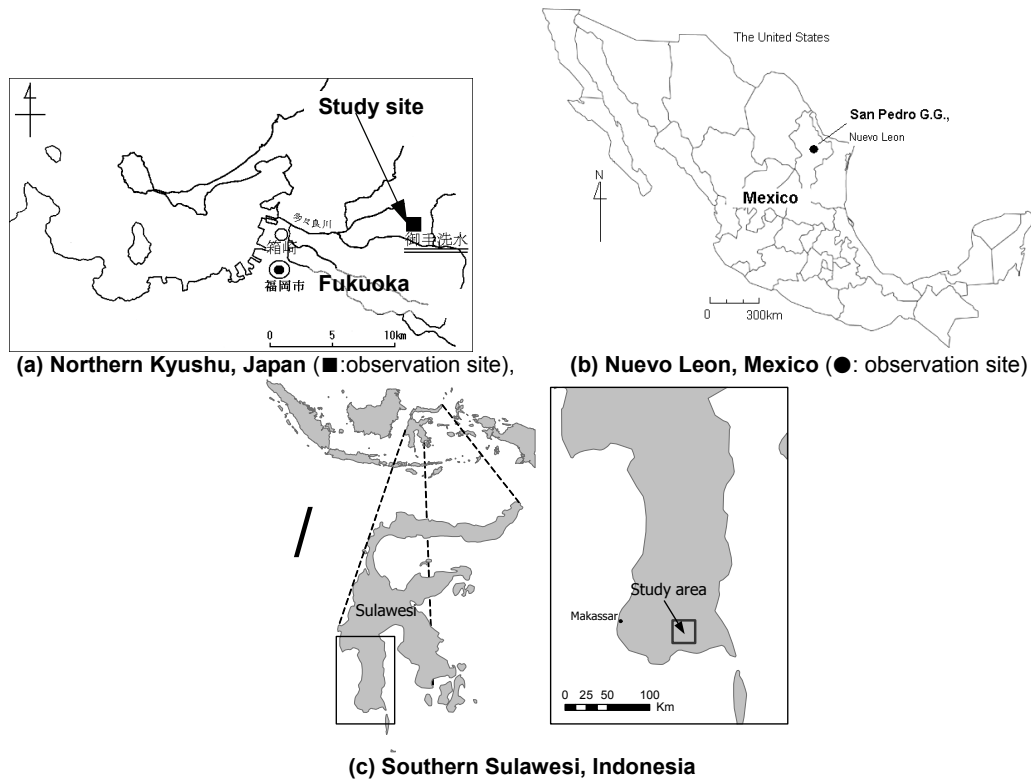 Study site
多々良川
御手洗水
箱崎
Fukuoka
福岡市
0 5 10km
(a) Northern Kyushu, Japan (■:observation site),
The United States
San Pedro G.G.,
Nuevo Leon
N
Mexico
0 300km
(b) Nuevo Leon, Mexico (●: observation site)
Sulawesi
Study area
Makassar
0 25 50 100
Km
(c) Southern Sulawesi, Indonesia